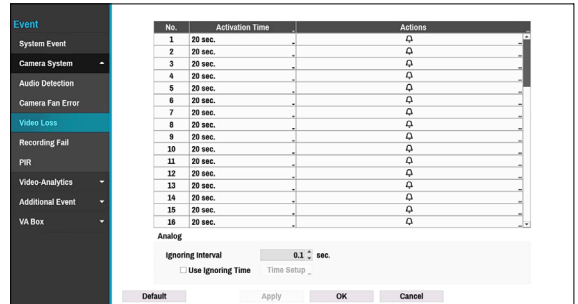 Event
System Event
Camera System
Audio Detection
Camera Fan Error
Video Loss
Recording Fail
PIR
Video-Analytics
Additional Event
VA Box
No. Activation Time Actions
1 20 sec.
2 20 sec.
3 20 sec.
4 20 sec.
5 20 sec.
6 20 sec.
7 20 sec.
8 20 sec.
9 20 sec.
10 20 sec.
11 20 sec.
12 20 sec.
13 20 sec.
14 20 sec.
15 20 sec.
16 20 sec.
Analog
Ignoring Interval 0.1 sec.
Use Ignoring Time Time Setup
Default Apply OK Cancel